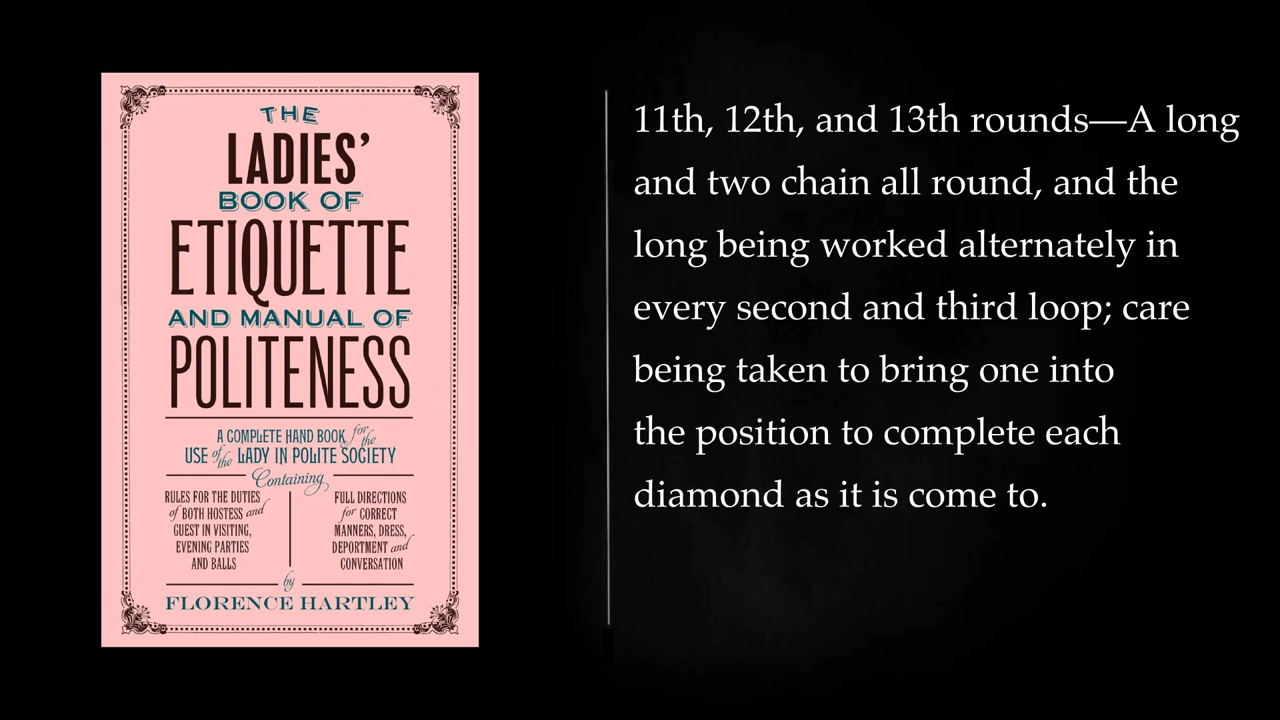 THE
LADIES'
BOOK OF
ETIQUETTE
AND MANUAL OF
POLITENESS
A COMPLETE HAND BOOK for the
USE of the LADY IN POLITE SOCIETY
Containing
RULES FOR THE DUTIES
of BOTH HOSTESS and
GUEST IN VISITING,
EVENING PARTIES
AND BALLS
FULL DIRECTIONS
for CORRECT
MANNERS, DRESS,
DEPORTMENT and
CONVERSATION
by
FLORENCE HARTLEY
11th, 12th, and 13th rounds—A long
and two chain all round, and the
long being worked alternately in
every second and third loop; care
being taken to bring one into
the position to complete each
diamond as it is come to.